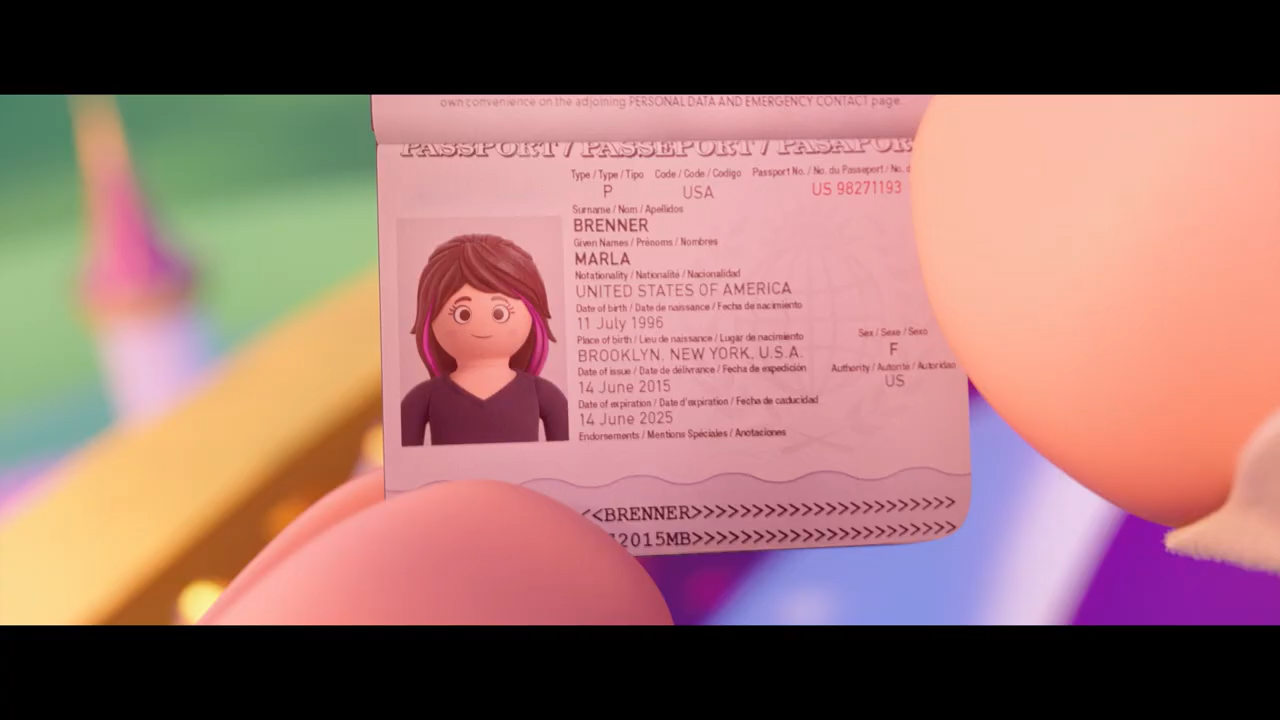 own convenience on the adjoining PERSONAL DATA AND EMERGENCY CONTACT page.
PASSPORT / PASSEPORT / PASAPOR
Type / Type / Tipo Code / Code / Codigo Passport No. / No. du Passeport / No. d
P USA US 98271193
Surname / Nom / Apellidos
BRENNER
Given Names / Prénoms / Nombres
MARLA
Notationality / Nationalité / Nacionalidad
UNITED STATES OF AMERICA
Date of birth / Date de naissance / Fecha de nacimiento
11 July 1996
Place of birth / Lieu de naissance / Lugar de nacimiento
Sex / Sexe / Sexo
BROOKLYN, NEW YORK, U.S.A.
F
Date of issue / Date de délivrance / Fecha de expedición
Authority / Autorité / Autoridad
14 June 2015
US
Date of expiration / Date d'expiration / Fecha de caducidad
14 June 2025
Endorsements / Mentions Spéciales / Anotaciones
<<BRENNER>>>>>>>>>>>>>>>>>>>>>>
2015MB>>>>>>>>>>>>>>>>>>>>>>